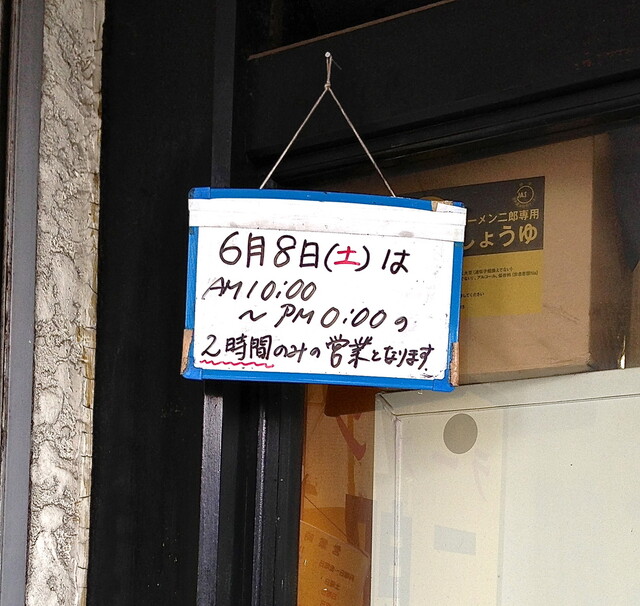 6月8日(土)は
AM10:00
～PM0:00の
2時間のみの営業となります
ーメン二郎専用
しょうゆ